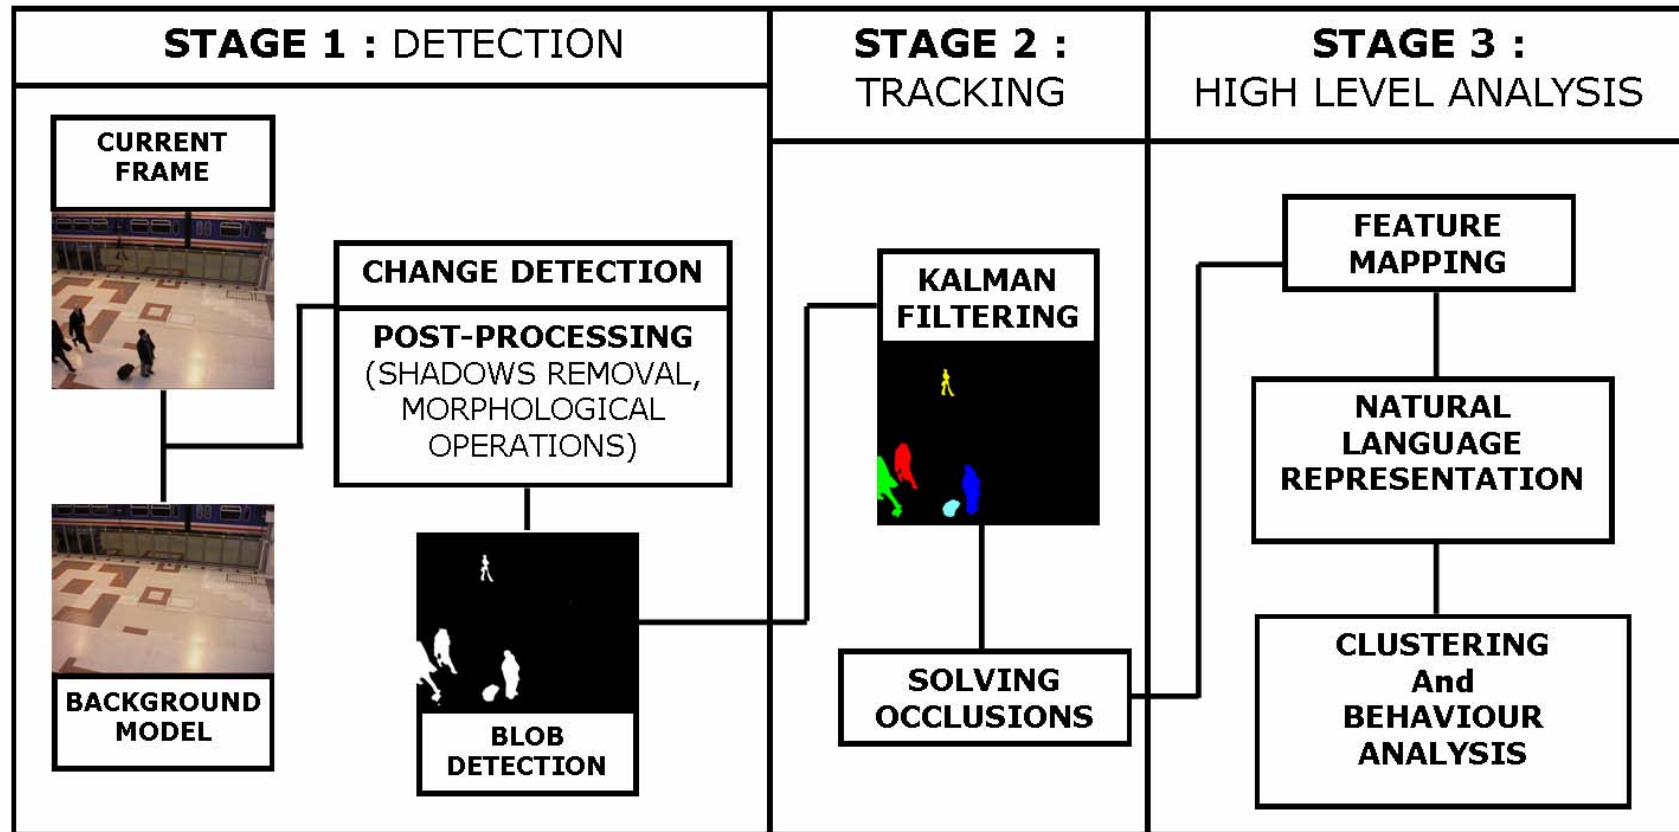 STAGE 1 : DETECTION
STAGE 2 :
TRACKING
STAGE 3 :
HIGH LEVEL ANALYSIS
CURRENT
FRAME
BACKGROUND
MODEL
CHANGE DETECTION
POST-PROCESSING
(SHADOWS REMOVAL,
MORPHOLOGICAL
OPERATIONS)
BLOB
DETECTION
KALMAN
FILTERING
SOLVING
OCCLUSIONS
FEATURE
MAPPING
NATURAL
LANGUAGE
REPRESENTATION
CLUSTERING
And
BEHAVIOUR
ANALYSIS